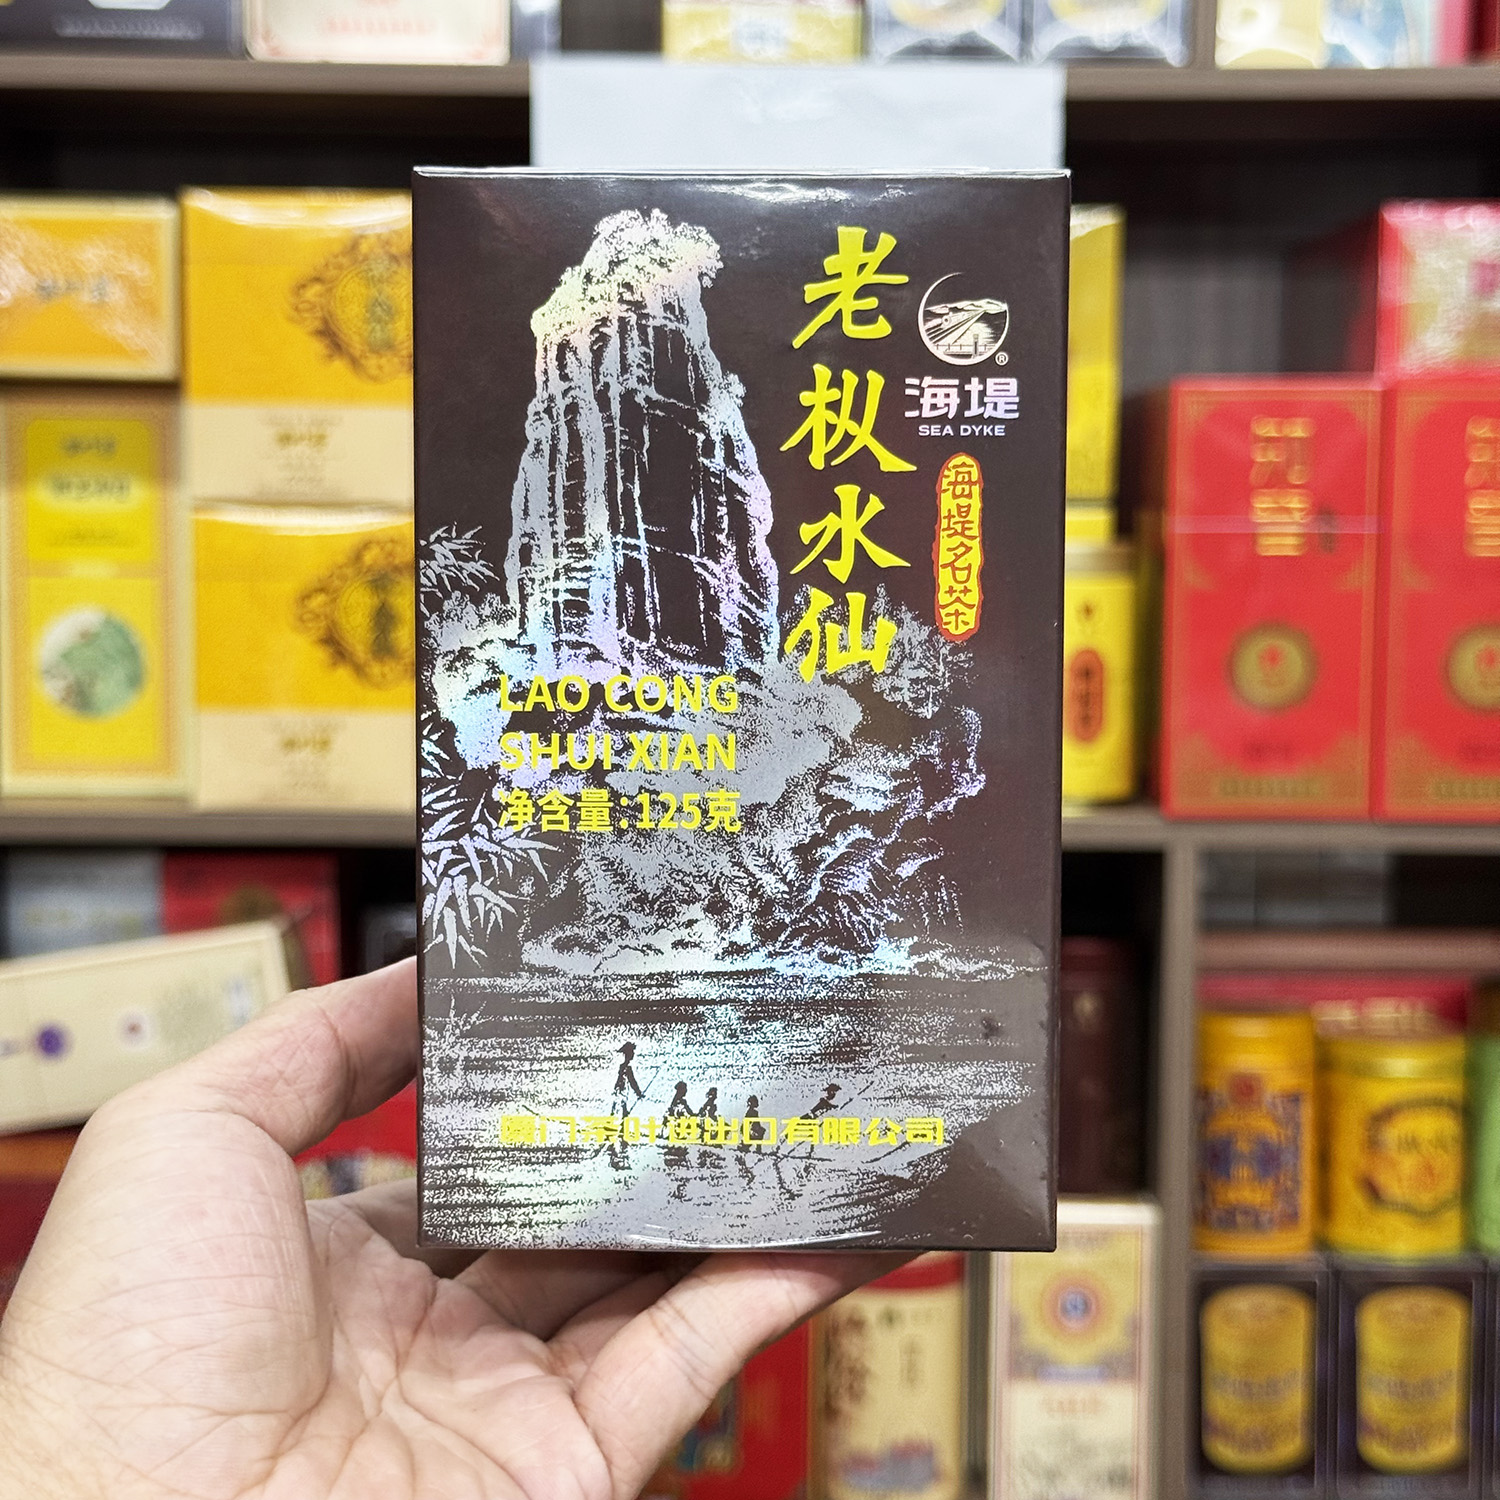 老枞水仙
®
海堤
SEA DYKE
海堤名茶
LAO CONG
SHUI XIAN
净含量:125克
厦门茶叶进出口有限公司